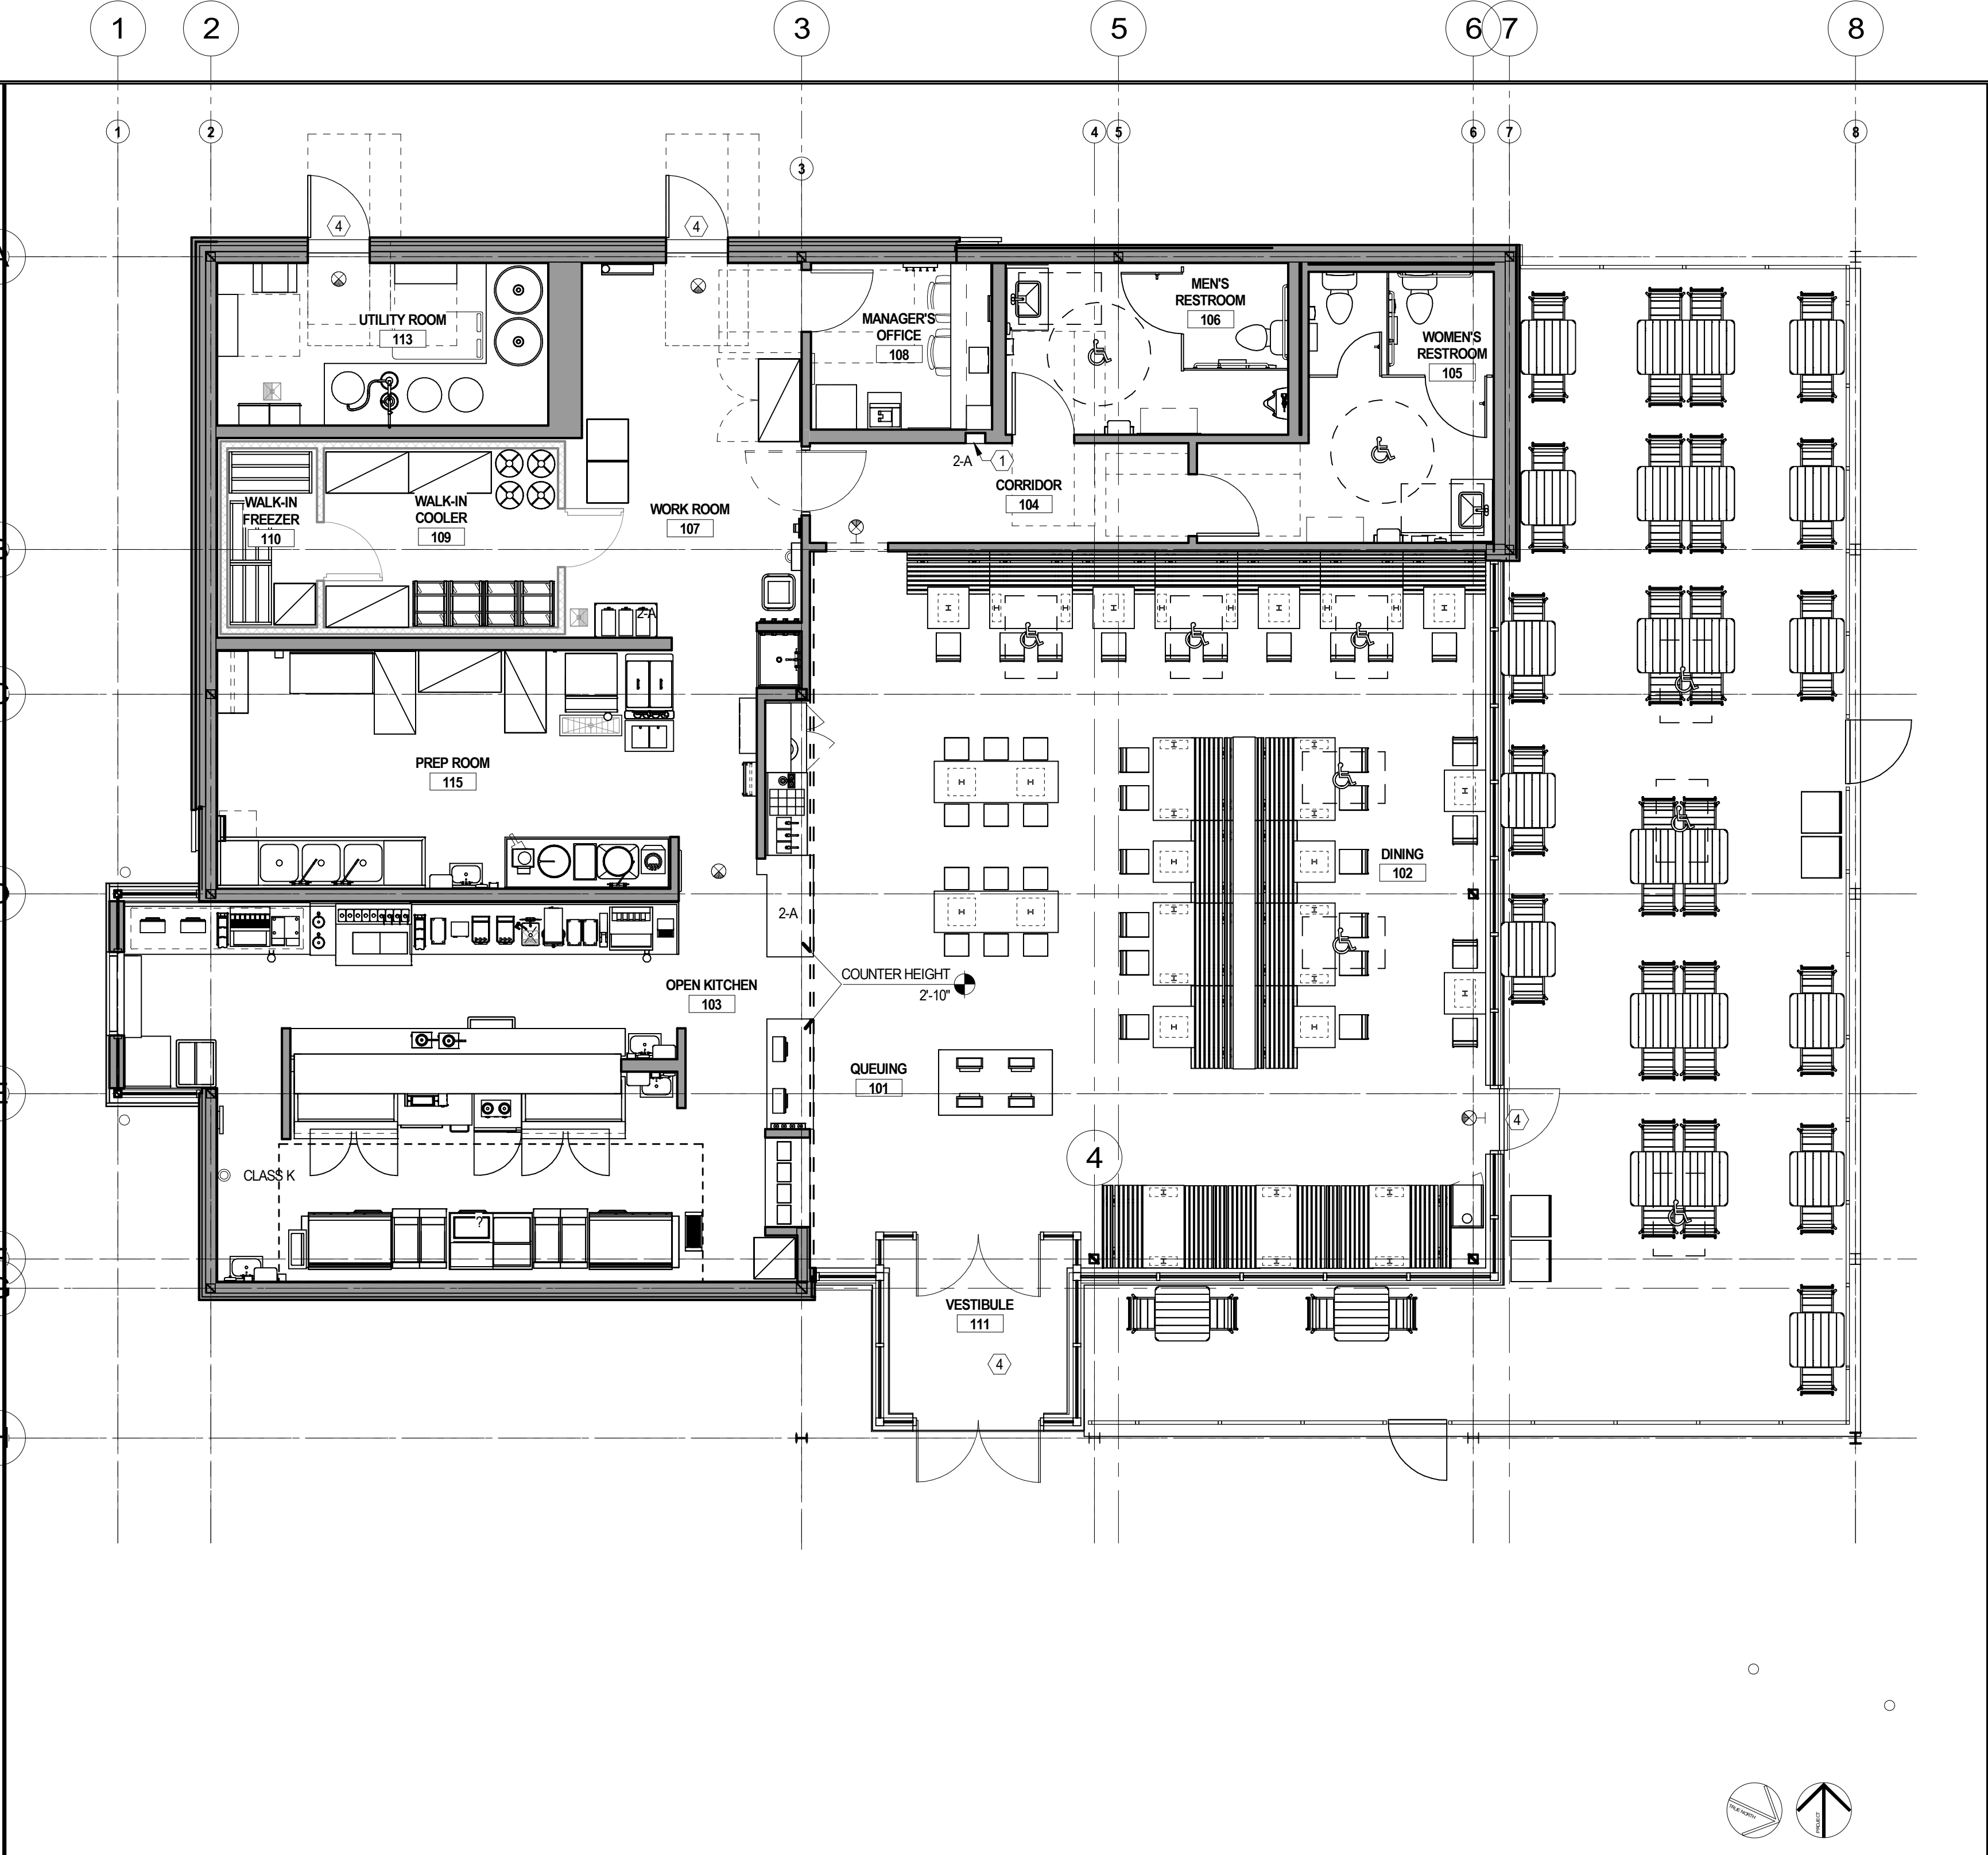 1 2 3 5 6 7 8
1 2 3 4 5 6 7 8
4 4
UTILITY ROOM
113
MANAGER'S
OFFICE
108
MEN'S
RESTROOM
106
WOMEN'S
RESTROOM
105
2-A 1
CORRIDOR
104
WALK-IN
FREEZER
110
WALK-IN
COOLER
109
WORK ROOM
107
2-A
H H H H H H H H H H
PREP ROOM
115
H H H H H
H H H
DINING
102
2-A
H H H H H
H H H
COUNTER HEIGHT
2'-10"
OPEN KITCHEN
103
H H
QUEUING
101
4
4
CLASS K
H H H
?
H H H
VESTIBULE
111
4
TRUE NORTH
PROJECT